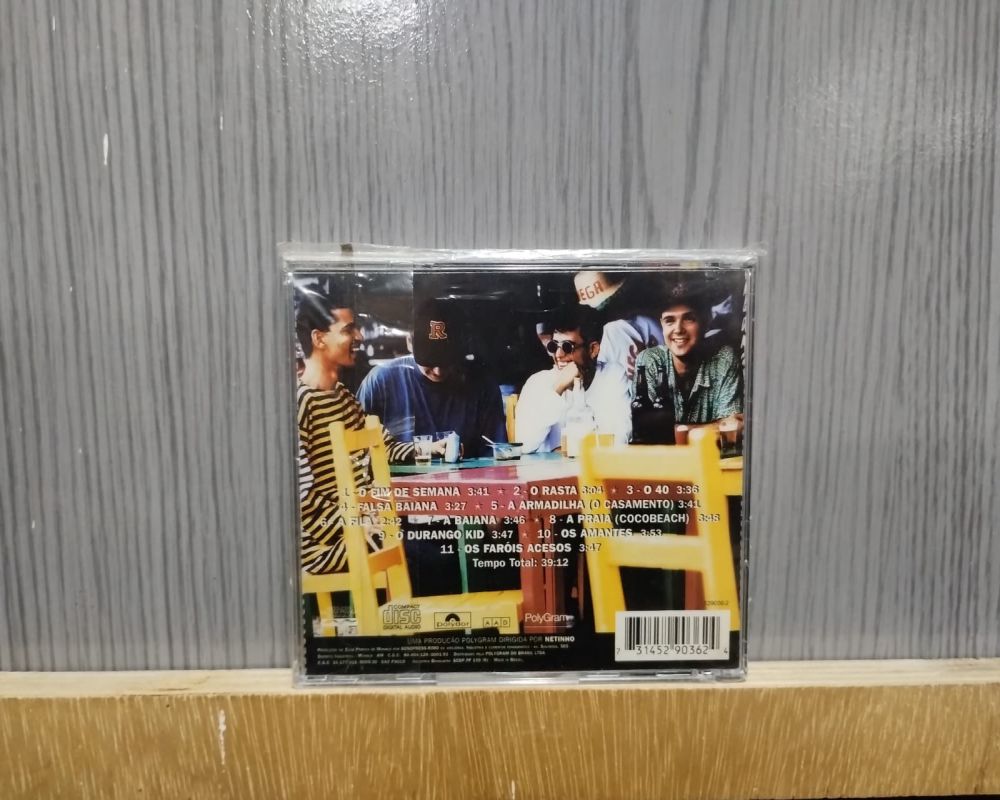 EGA
R
1 - O FIM DE SEMANA 3:41 ★ 2 - O RASTA 3:04 ★ 3 - O 40 3:36
4 - FALSA BAIANA 3:27 ★ 5 - A ARMADILHA (O CASAMENTO) 3:41
6 - A FILA 2:42 ★ 7 - A BAIANA 3:46 ★ 8 - A PRAIA (COCOBEACH) 3:48
9 - O DURANGO KID 3:47 ★ 10 - OS AMANTES 3:53
11 - OS FARÓIS ACESOS 3:47
Tempo Total: 39:12
COMPACT
disc
DIGITAL AUDIO
polydor
AAD
PolyGram
UMA PRODUÇÃO POLYGRAM DIRIGIDA POR NETINHO
7 31452 90362 4